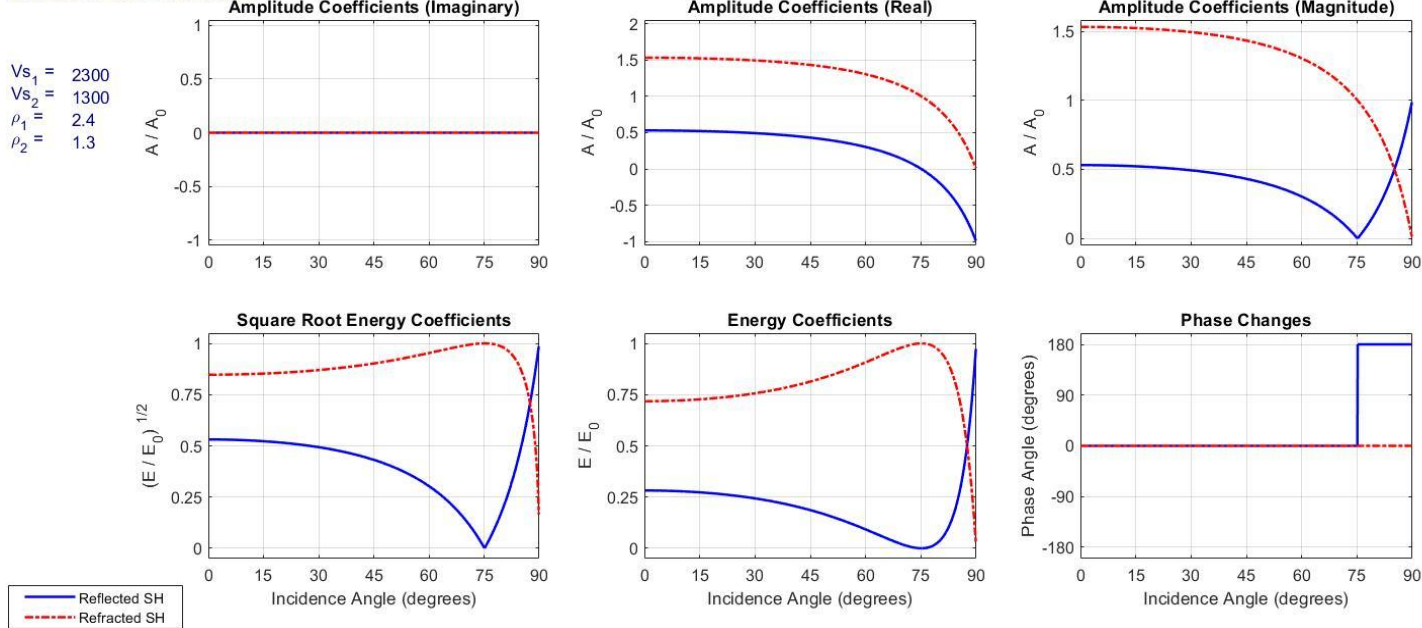 Amplitude Coefficients (Imaginary)
1
0.5
0
-0.5
-1
A / A0
0 15 30 45 60 75 90
Amplitude Coefficients (Real)
2
1.5
1
0.5
0
-0.5
-1
A / A0
0 15 30 45 60 75 90
Amplitude Coefficients (Magnitude)
1.5
1
0.5
0
A / A0
0 15 30 45 60 75 90
Vs1 = 2300
Vs2 = 1300
ρ1 = 2.4
ρ2 = 1.3
Square Root Energy Coefficients
1
0.75
0.5
0.25
0
(E / E0) 1/2
0 15 30 45 60 75 90
Incidence Angle (degrees)
Energy Coefficients
1
0.75
0.5
0.25
0
E / E0
0 15 30 45 60 75 90
Incidence Angle (degrees)
Phase Changes
180
90
0
-90
-180
Phase Angle (degrees)
0 15 30 45 60 75 90
Incidence Angle (degrees)
Reflected SH
Refracted SH